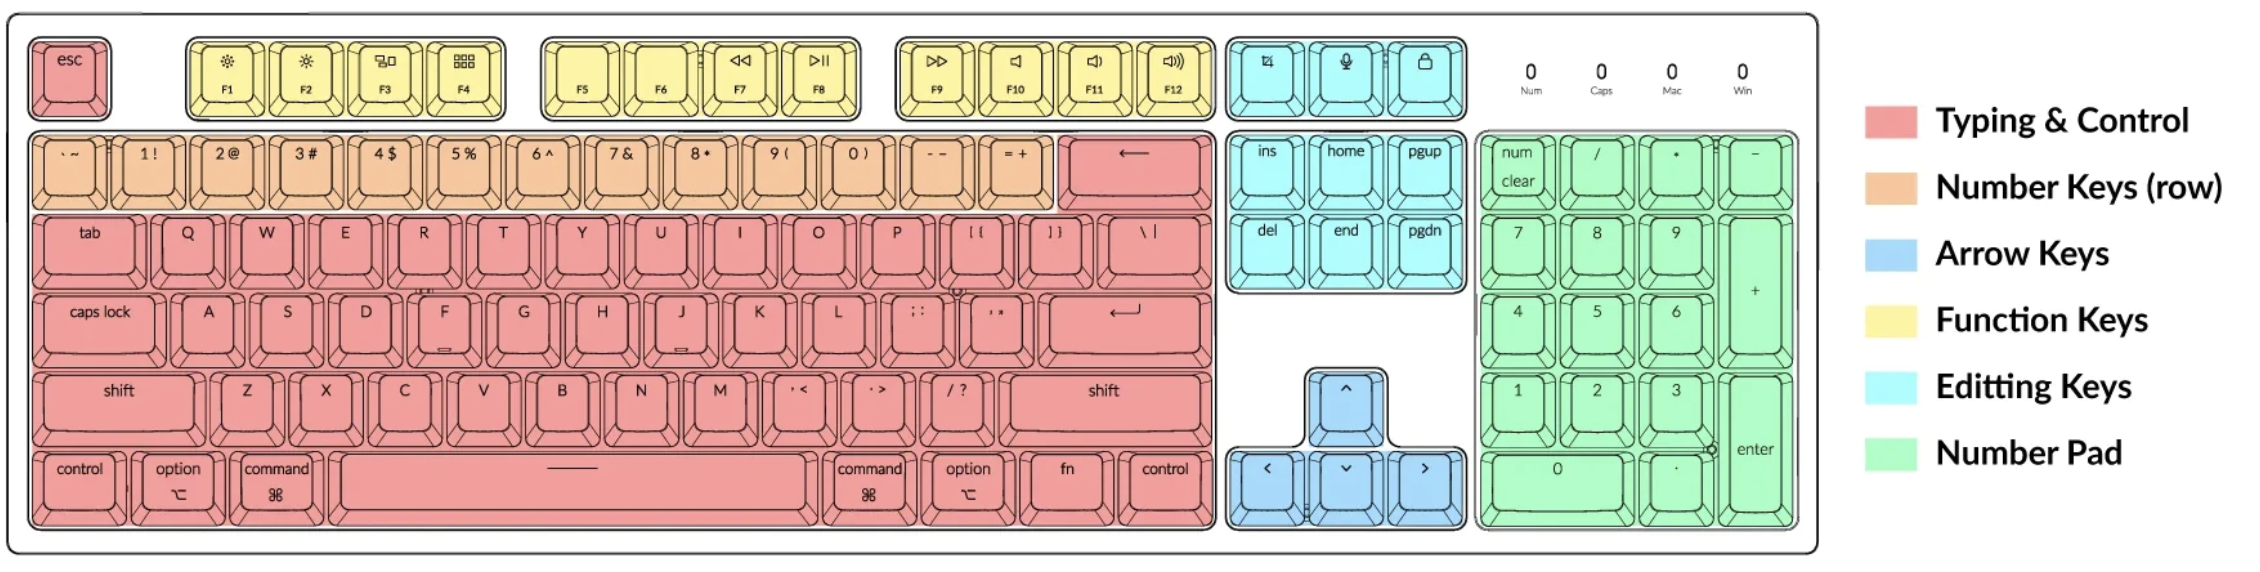 esc F1 F2 F3 F4 F5 F6 F7 F8 F9 F10 F11 F12
0 0 0 0
Num Caps Mac Win
` ~ 1 ! 2 @ 3 # 4 $ 5 % 6 ^ 7 & 8 * 9 ( 0 ) - - = + ← ins home pgup num clear / * -
tab Q W E R T Y U I O P [ { ] } \ | del end pgdn 7 8 9 +
caps lock A S D F G H J K L ; : ' " 4 5 6
shift Z X C V B N M , < . > / ? shift ^ 1 2 3 enter
control option ⌥ command ⌘ command ⌘ option ⌥ fn control < ⌄ > 0 .
Typing & Control
Number Keys (row)
Arrow Keys
Function Keys
Editting Keys
Number Pad